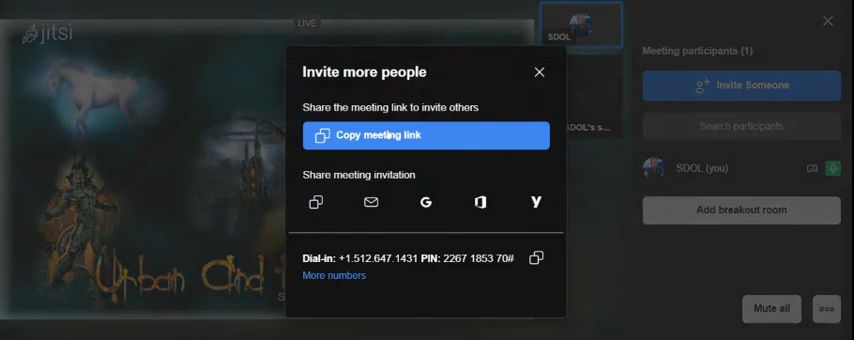 jitsi
LIVE
SDOL
SDOL's s...
Invite more people
Share the meeting link to invite others
Copy meeting link
Share meeting invitation
G
Dial-in: +1.512.647.1431 PIN: 2267 1853 70#
More numbers
Urban And
S
Meeting participants (1)
Invite Someone
Search participants
SDOL (you)
Add breakout room
Mute all